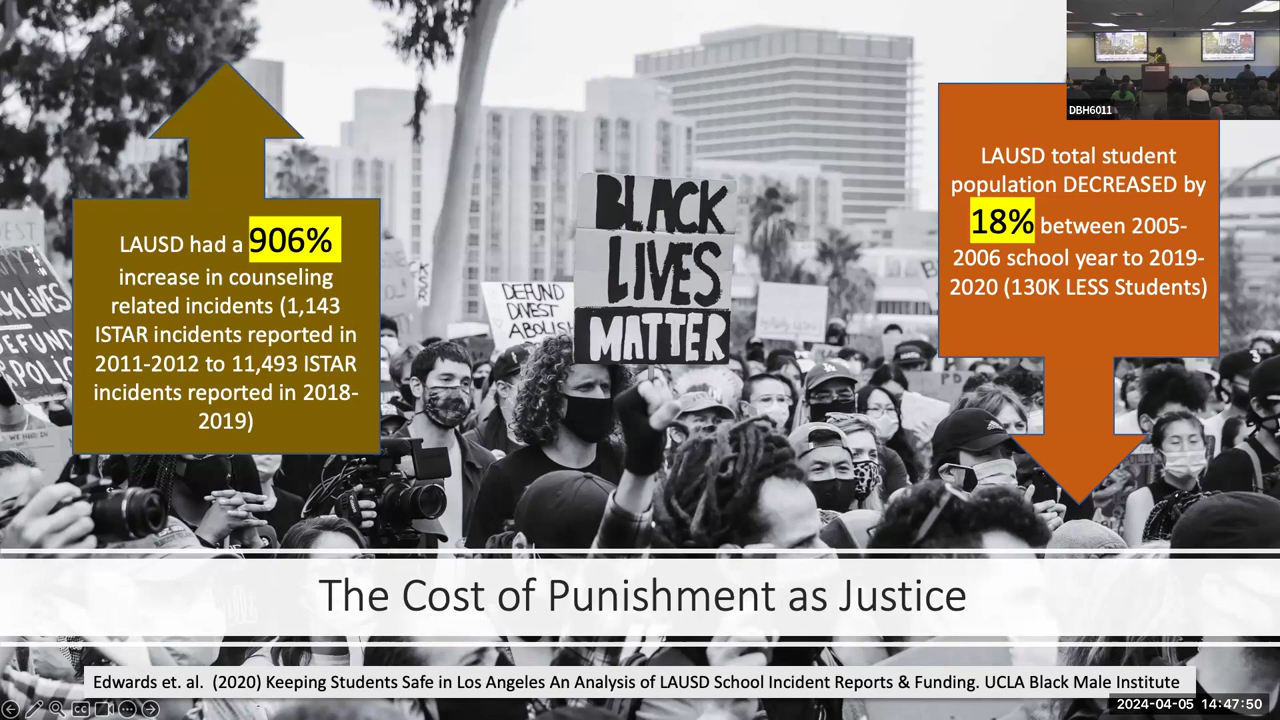 DBH6011
LAUSD had a 906%
increase in counseling
related incidents (1,143
ISTAR incidents reported in
2011-2012 to 11,493 ISTAR
incidents reported in 2018-
2019)
LAUSD total student
population DECREASED by
18% between 2005-
2006 school year to 2019-
2020 (130K LESS Students)
BLACK
LIVES
MATTER
DEFUND
DIVEST
ABOLISH
The Cost of Punishment as Justice
Edwards et. al. (2020) Keeping Students Safe in Los Angeles An Analysis of LAUSD School Incident Reports & Funding. UCLA Black Male Institute
2024-04-05 14:47:50